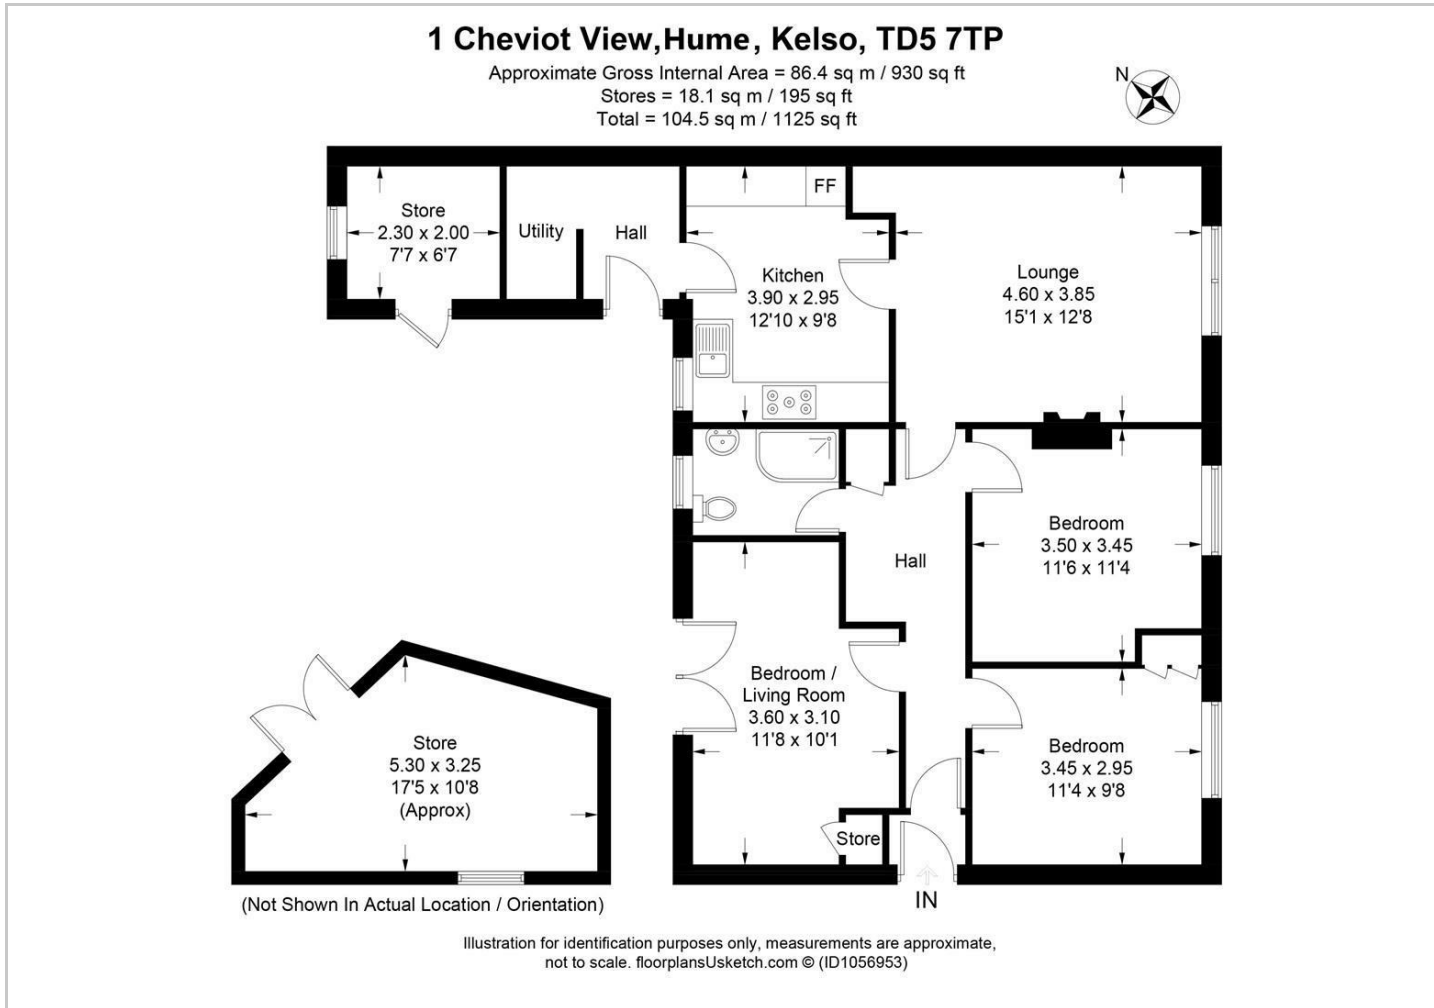 1 Cheviot View,Hume, Kelso, TD5 7TP
Approximate Gross Internal Area = 86.4 sq m / 930 sq ft
Stores = 18.1 sq m / 195 sq ft
Total = 104.5 sq m / 1125 sq ft
N
Store
2.30 x 2.00
7'7 x 6'7
Utility
Hall
FF
Kitchen
3.90 x 2.95
12'10 x 9'8
Lounge
4.60 x 3.85
15'1 x 12'8
Bedroom
3.50 x 3.45
11'6 x 11'4
Hall
Bedroom /
Living Room
3.60 x 3.10
11'8 x 10'1
Bedroom
3.45 x 2.95
11'4 x 9'8
Store
5.30 x 3.25
17'5 x 10'8
(Approx)
Store
IN
(Not Shown In Actual Location / Orientation)
Illustration for identification purposes only, measurements are approximate,
not to scale. floorplansUsketch.com © (ID1056953)